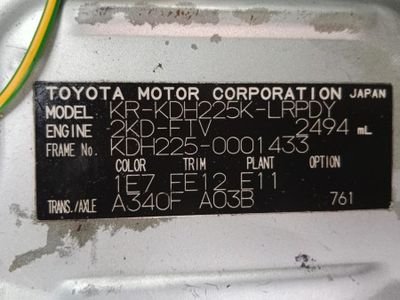 TOYOTA MOTOR CORPORATION JAPAN
MODEL KR-KDH225K-LRPDY
ENGINE 2KD-FTV 2494 mL
FRAME No. KDH225-0001433
COLOR TRIM PLANT OPTION
1E7 FE12 E11
TRANS./AXLE A340F A03B 761